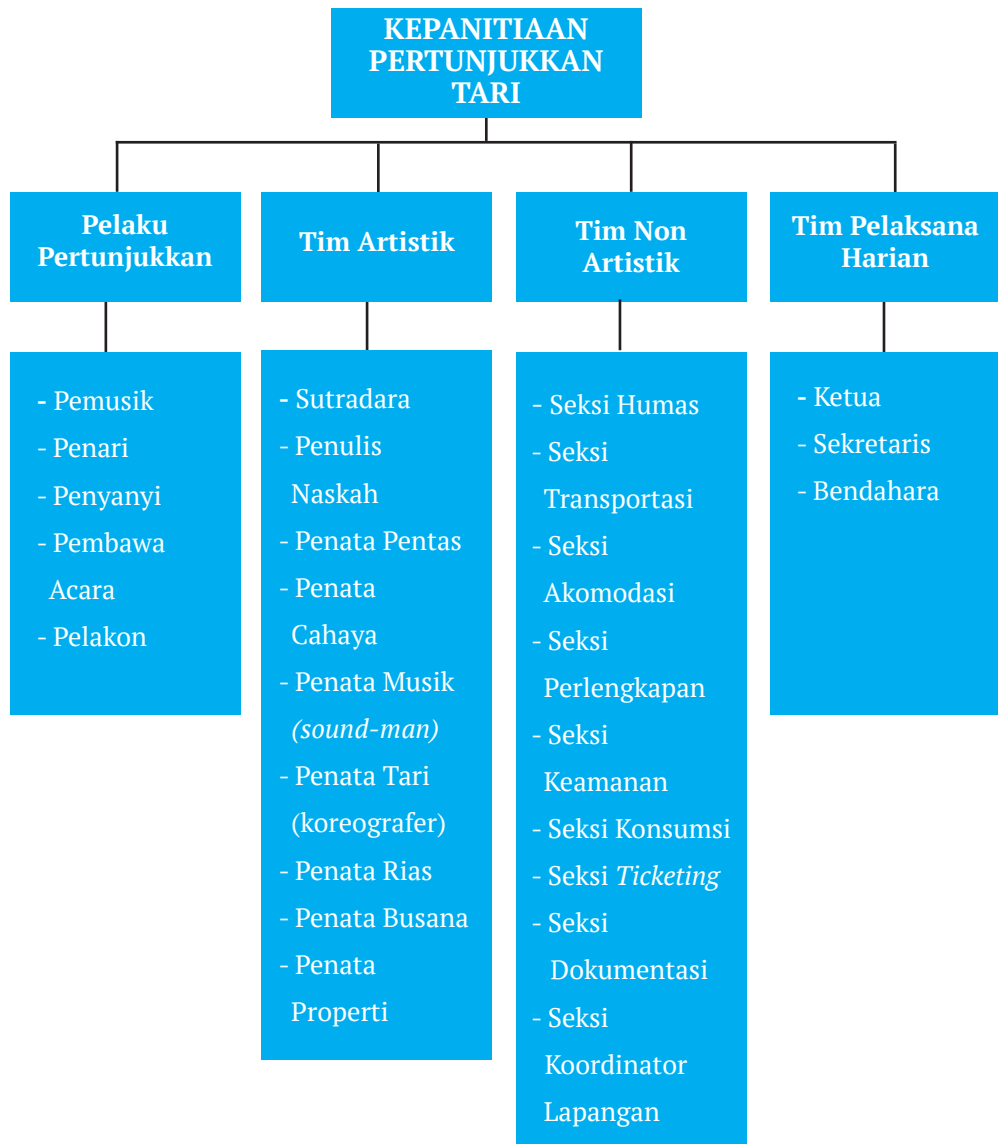 KEPANITIAAN
PERTUNJUKKAN
TARI
Pelaku
Pertunjukkan
Tim Artistik
Tim Non
Artistik
Tim Pelaksana
Harian
- Pemusik
- Penari
- Penyanyi
- Pembawa
Acara
- Pelakon
- Sutradara
- Penulis
Naskah
- Penata Pentas
- Penata
Cahaya
- Penata Musik
(sound-man)
- Penata Tari
(koreografer)
- Penata Rias
- Penata Busana
- Penata
Properti
- Seksi Humas
- Seksi
Transportasi
- Seksi
Akomodasi
- Seksi
Perlengkapan
- Seksi
Keamanan
- Seksi Konsumsi
- Seksi Ticketing
- Seksi
Dokumentasi
- Seksi
Koordinator
Lapangan
- Ketua
- Sekretaris
- Bendahara